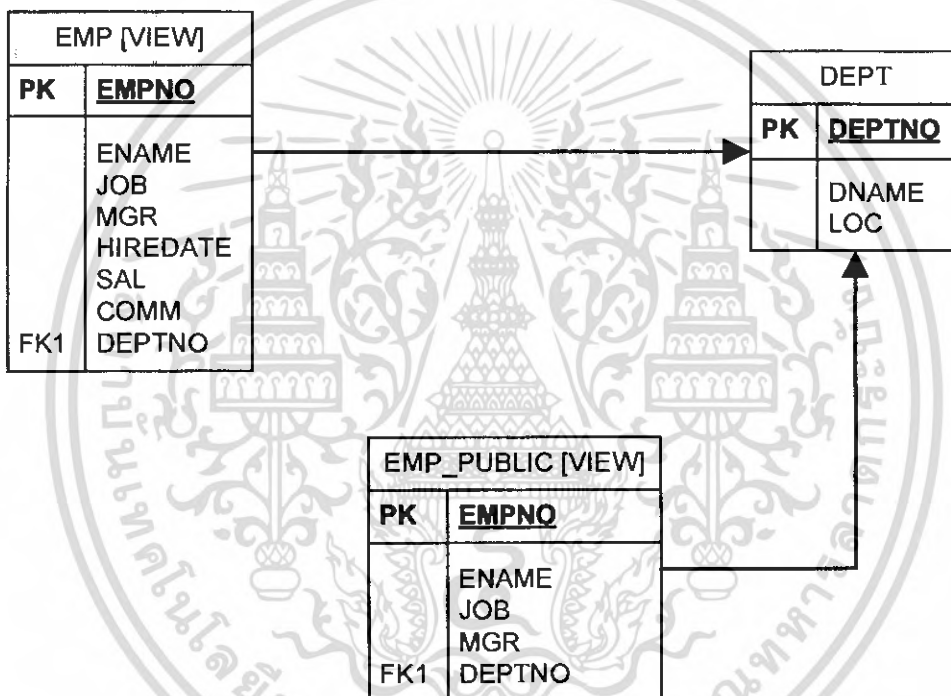 EMP [VIEW]
PK EMPNO
ENAME
JOB
MGR
HIREDATE
SAL
COMM
FK1 DEPTNO
DEPT
PK DEPTNO
DNAME
LOC
EMP_PUBLIC [VIEW]
PK EMPNO
ENAME
JOB
MGR
FK1 DEPTNO